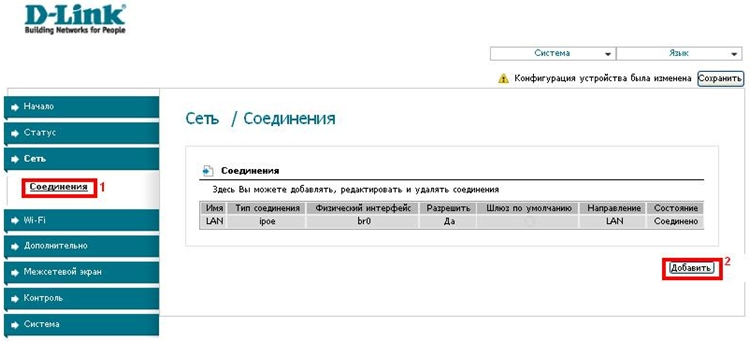 D-Link
Building Networks for People
Система Язык
Конфигурация устройства была изменена Сохранить
Начало
Статус
Сеть
Соединения 1
Wi-Fi
Дополнительно
Межсетевой экран
Контроль
Система
Сеть / Соединения
Соединения
Здесь Вы можете добавлять, редактировать и удалять соединения
Имя Тип соединения Физический интерфейс Разрешить Шлюз по умолчанию Направление Состояние
LAN ipoe br0 Да LAN Соединено
Добавить 2